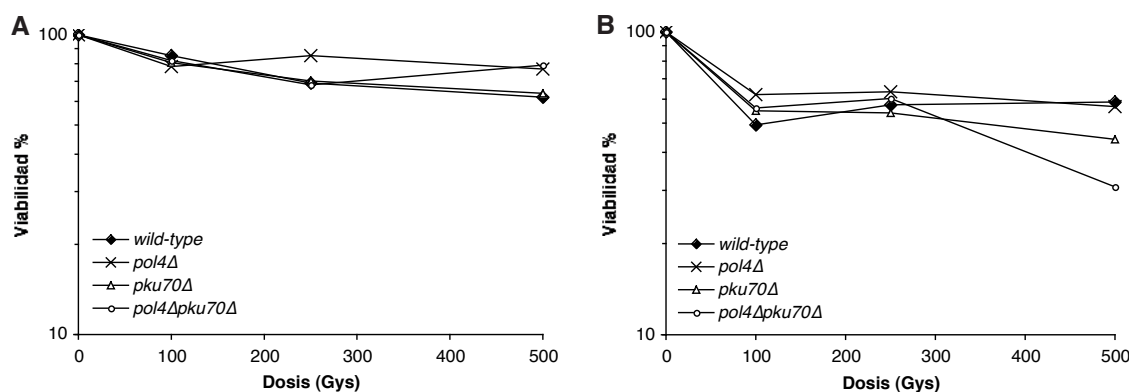 A
100
10
Viabilidad %
wild-type
pol4Δ
pku70Δ
pol4Δpku70Δ
0 100 200 300 400 500
Dosis (Gys)
B
100
10
Viabilidad %
wild-type
pol4Δ
pku70Δ
pol4Δpku70Δ
0 100 200 300 400 500
Dosis (Gys)